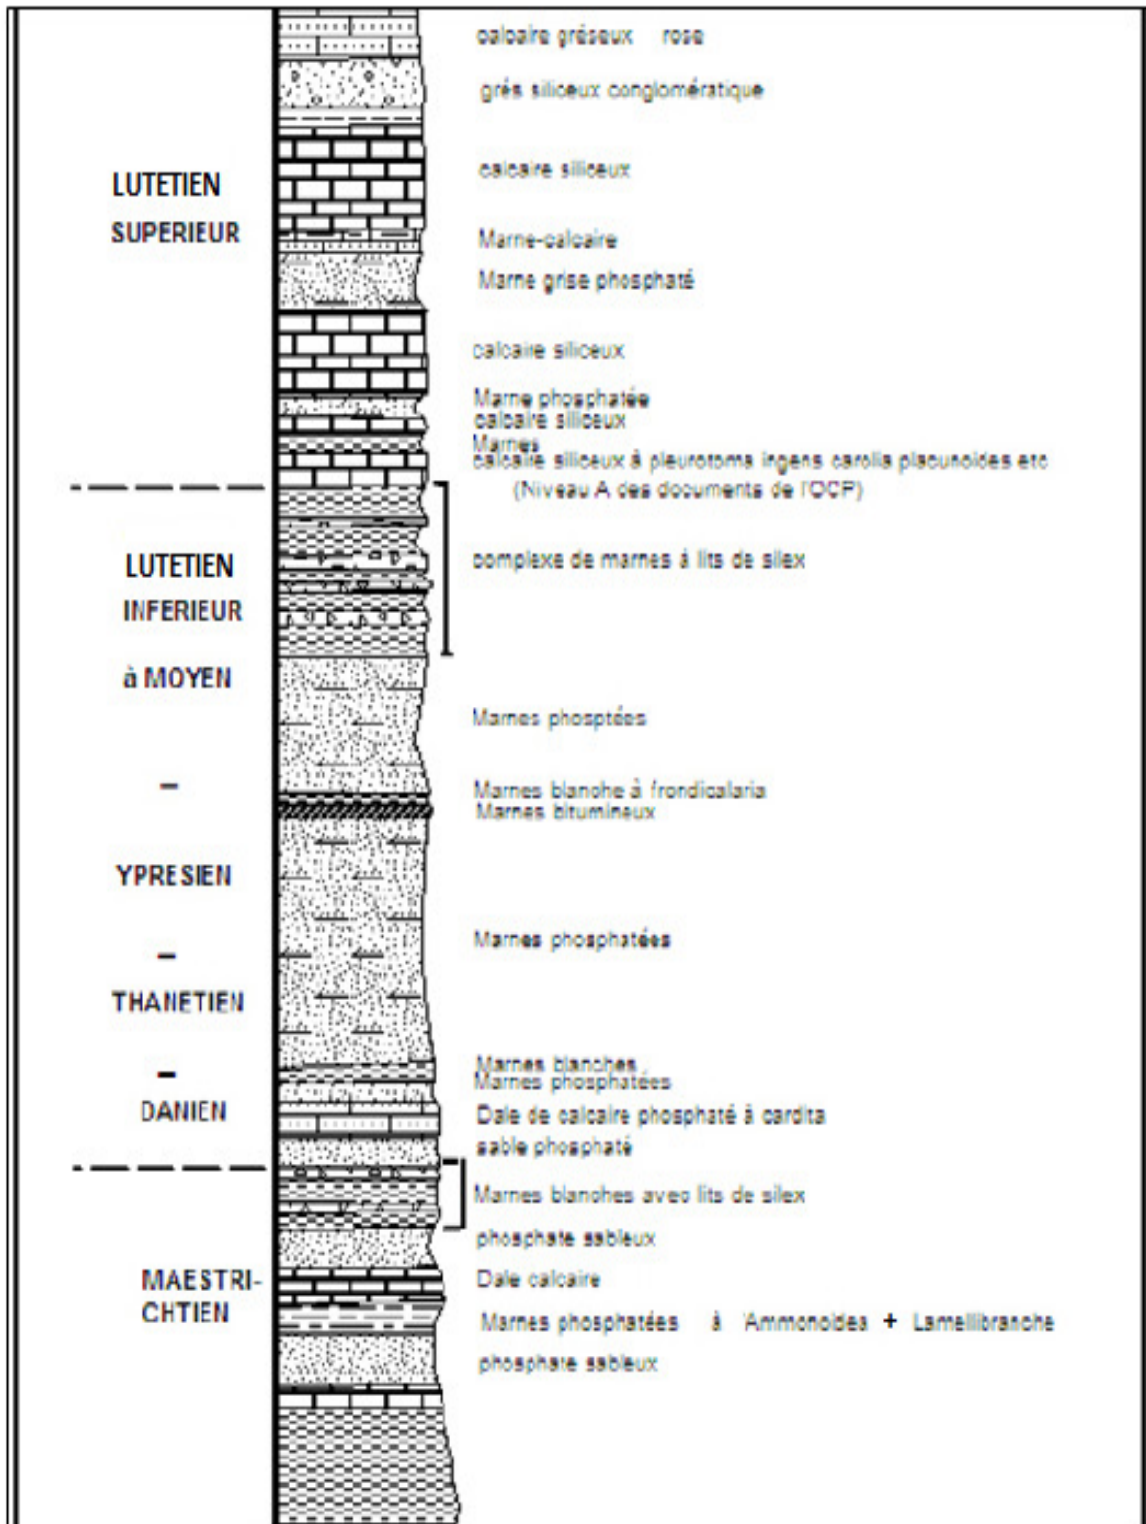 calcaire gréseux rose
grés siliceux conglomératique
calcaire siliceux
LUTETIEN
SUPERIEUR
Marne-calcaire
Marne grise phosphaté
calcaire siliceux
Marne phosphatée
calcaire siliceux
Marnes
calcaire siliceux à pleurotoma ingens carolia placunoides etc
(Niveau A des documents de l'OCP)
LUTETIEN
INFERIEUR
à MOYEN
complexe de marnes à lits de silex
Marnes phosptées
–
Marnes blanche à frondicalaria
Marnes bitumineux
YPRESIEN
Marnes phosphatées
–
THANETIEN
Marnes blanches
–
Marnes phosphatées
DANIEN
Dale de calcaire phosphaté à cardita
sable phosphaté
Marnes blanches avec lits de silex
phosphate sableux
MAESTRI-
CHTIEN
Dale calcaire
Marnes phosphatées à 'Ammonoidea + Lamellibranche
phosphate sableux